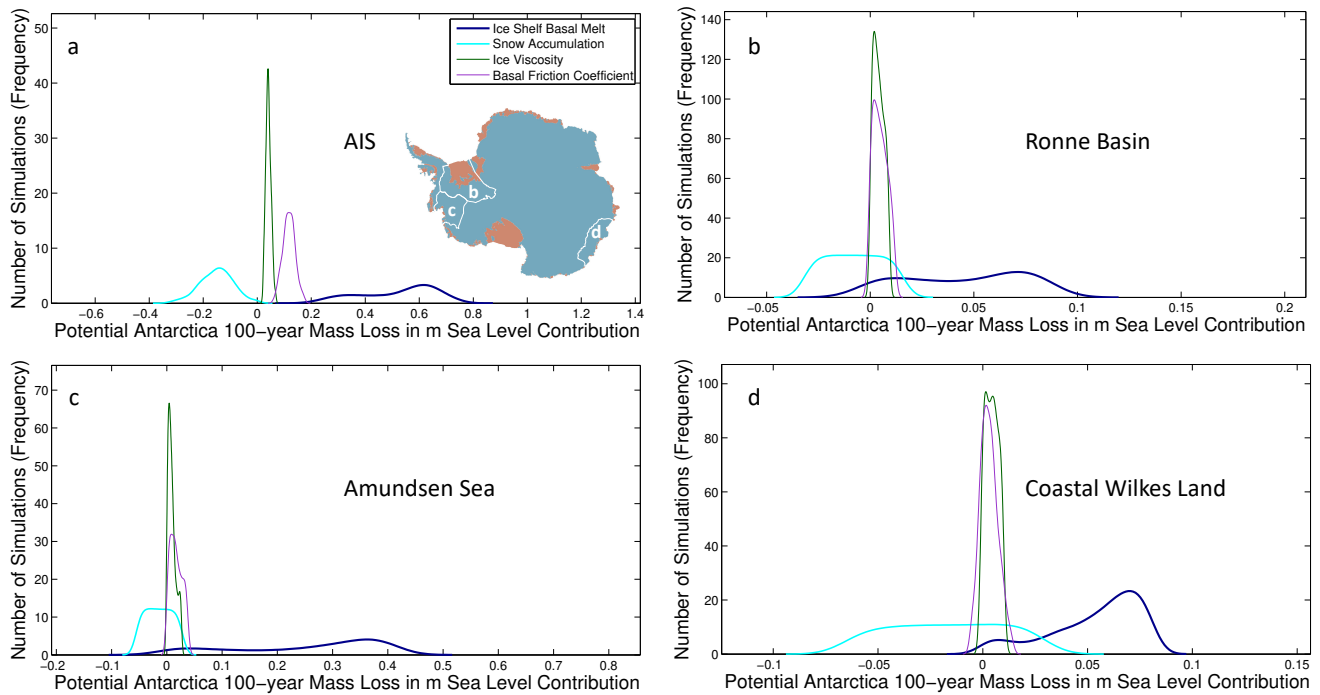 a
AIS
Ice Shelf Basal Melt
Snow Accumulation
Ice Viscosity
Basal Friction Coefficient
b
c
d
Number of Simulations (Frequency)
50
40
30
20
10
0
−0.6 −0.4 −0.2 0 0.2 0.4 0.6 0.8 1 1.2 1.4
Potential Antarctica 100−year Mass Loss in m Sea Level Contribution
b
Ronne Basin
Number of Simulations (Frequency)
140
120
100
80
60
40
20
0
−0.05 0 0.05 0.1 0.15 0.2
Potential Antarctica 100−year Mass Loss in m Sea Level Contribution
c
Amundsen Sea
Number of Simulations (Frequency)
70
60
50
40
30
20
10
0
−0.2 −0.1 0 0.1 0.2 0.3 0.4 0.5 0.6 0.7 0.8
Potential Antarctica 100−year Mass Loss in m Sea Level Contribution
d
Coastal Wilkes Land
Number of Simulations (Frequency)
100
80
60
40
20
0
−0.1 −0.05 0 0.05 0.1 0.15
Potential Antarctica 100−year Mass Loss in m Sea Level Contribution